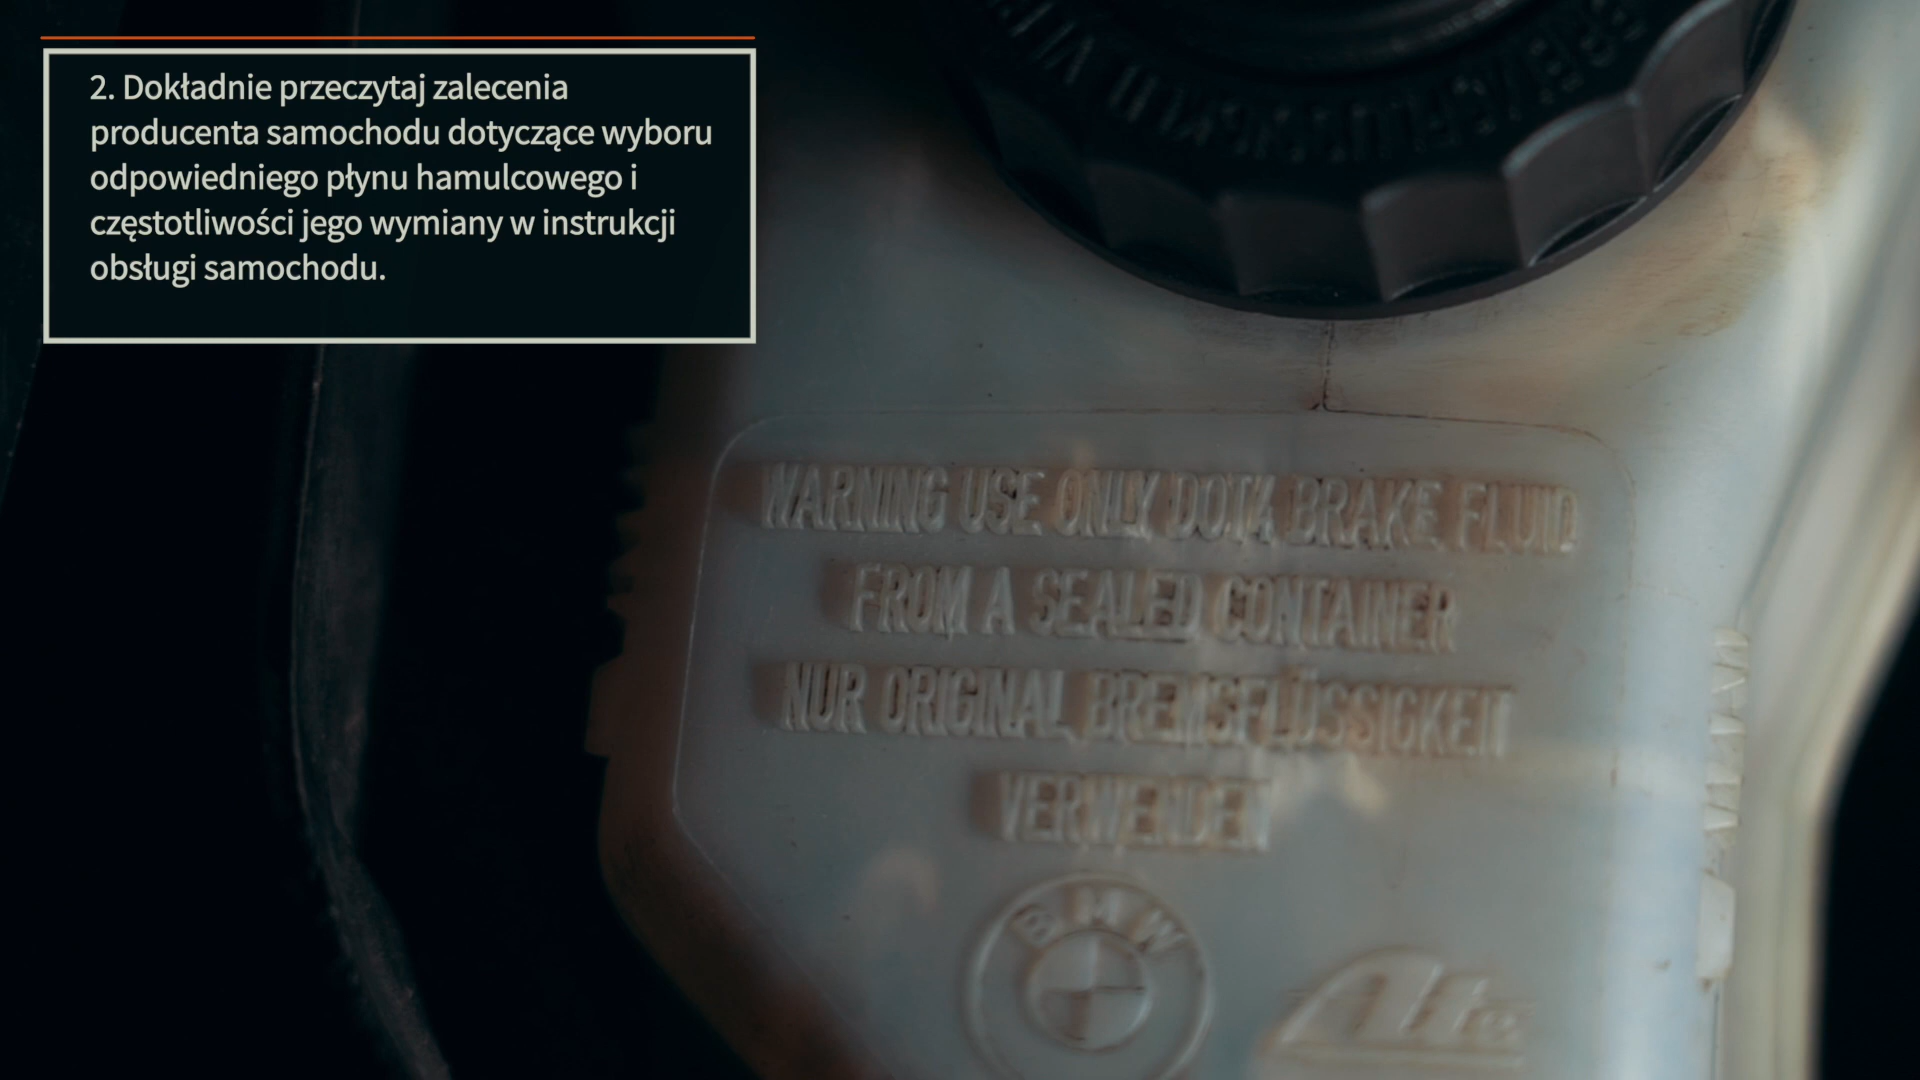 2. Dokładnie przeczytaj zalecenia
producenta samochodu dotyczące wyboru
odpowiedniego płynu hamulcowego i
częstotliwości jego wymiany w instrukcji
obsługi samochodu.
WARNING USE ONLY DOT4 BRAKE FLUID
FROM A SEALED CONTAINER
NUR ORIGINAL BREMSFLÜSSIGKEIT
VERWENDEN
BMW
Ate